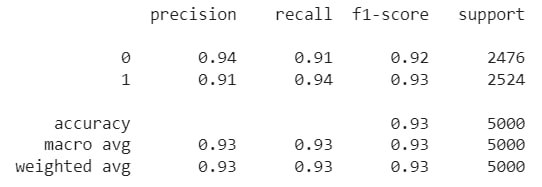 precision recall f1-score support
0 0.94 0.91 0.92 2476
1 0.91 0.94 0.93 2524
accuracy 0.93 5000
macro avg 0.93 0.93 0.93 5000
weighted avg 0.93 0.93 0.93 5000